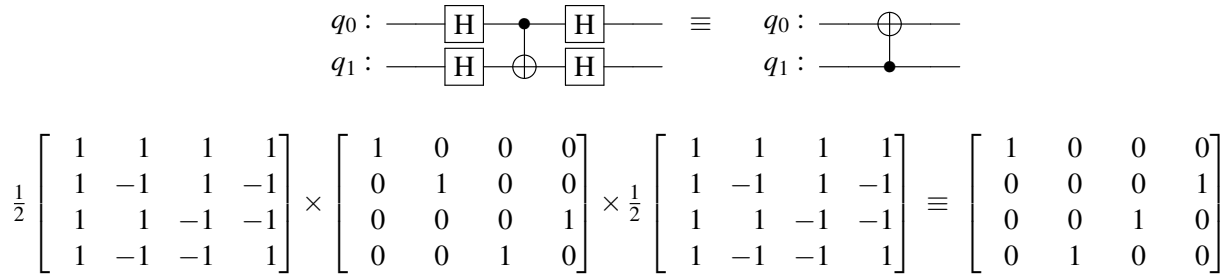 q₀ : H H ≡ q₀ :
q₁ : H H q₁ :
½ [ 1 1 1 1 ; 1 −1 1 −1 ; 1 1 −1 −1 ; 1 −1 −1 1 ] × [ 1 0 0 0 ; 0 1 0 0 ; 0 0 0 1 ; 0 0 1 0 ] × ½ [ 1 1 1 1 ; 1 −1 1 −1 ; 1 1 −1 −1 ; 1 −1 −1 1 ] ≡ [ 1 0 0 0 ; 0 0 0 1 ; 0 0 1 0 ; 0 1 0 0 ]